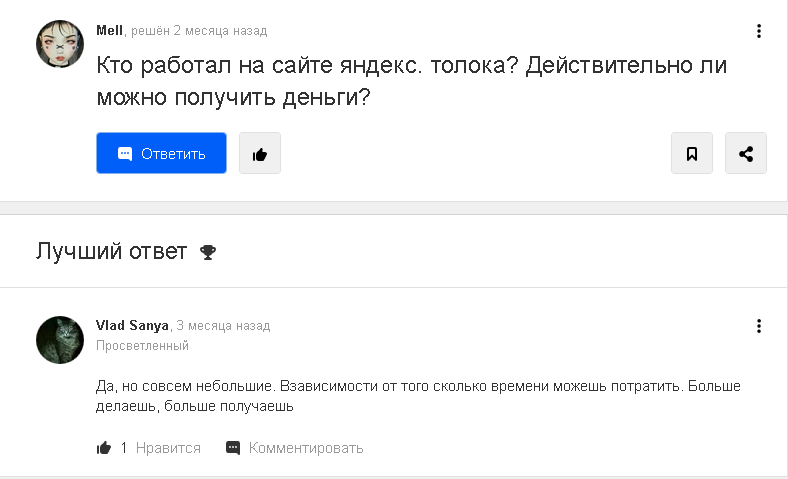 Mell, решён 2 месяца назад
Кто работал на сайте яндекс. толока? Действительно ли
можно получить деньги?
Ответить
Лучший ответ
Vlad Sanya, 3 месяца назад
Просветленный
Да, но совсем небольшие. Взависимости от того сколько времени можешь потратить. Больше
делаешь, больше получаешь
1 Нравится Комментировать